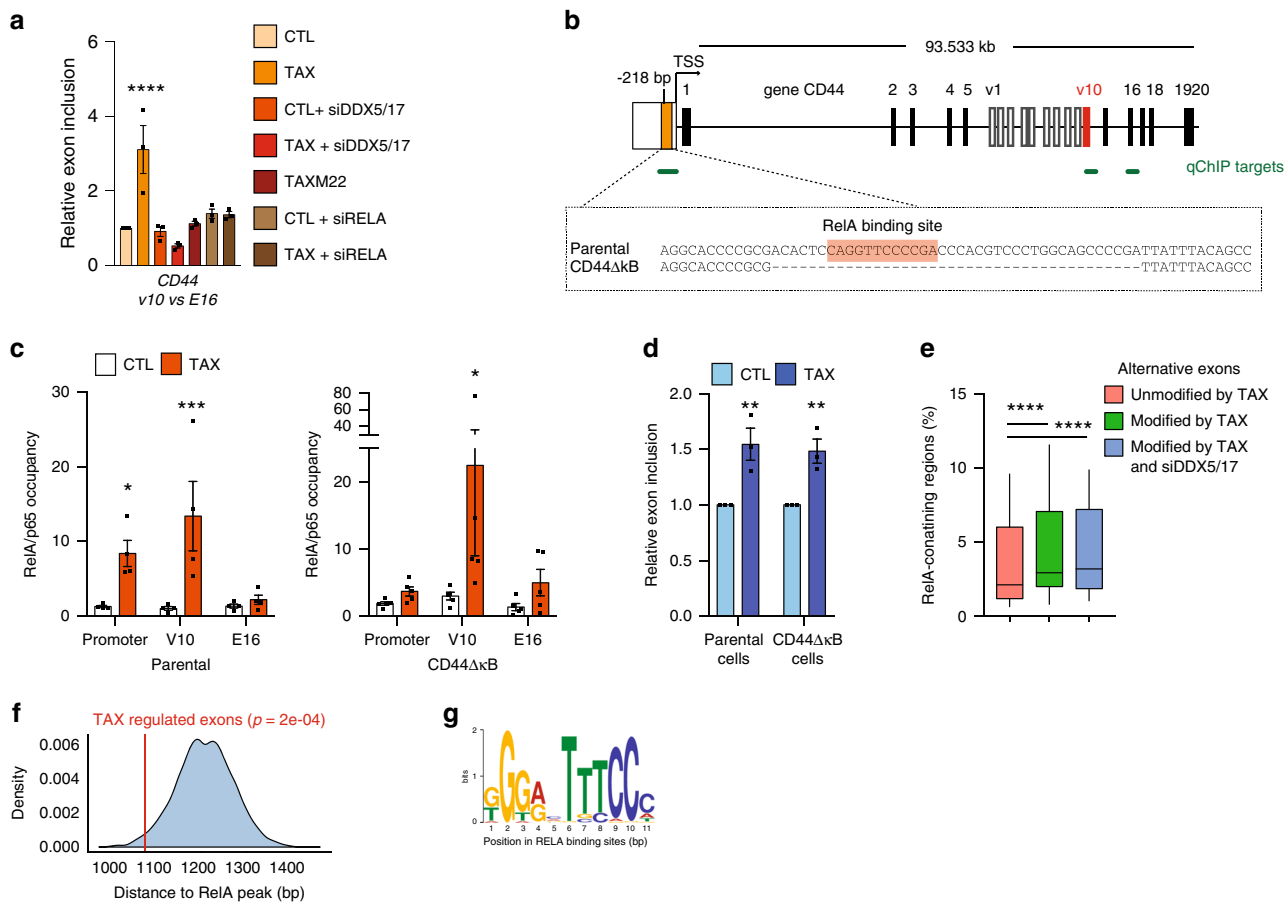 a
6
4
2
0
Relative exon inclusion
****
CD44
v10 vs E16
CTL
TAX
CTL+ siDDX5/17
TAX + siDDX5/17
TAXM22
CTL + siRELA
TAX + siRELA
b
93.533 kb
TSS
-218 bp
1
gene CD44
2 3 4 5 v1 v10 16 18 1920
qChIP targets
RelA binding site
Parental AGGCACCCCGCGACACTCCAGGTTCCCCGACCCACGTCCCTGGCAGCCCCGATTATTTACAGCC
CD44ΔkB AGGCACCCCGCG----------------------------------------TTATTTACAGCC
c
CTL TAX
30
20
10
0
RelA/p65 occupancy
*
***
Promoter V10 E16
Parental
80
60
40
20
10
0
RelA/p65 occupancy
*
Promoter V10 E16
CD44ΔκB
d
CTL TAX
2.0
1.5
1.0
0.5
0.0
Relative exon inclusion
** **
Parental
cells
CD44ΔκB
cells
e
Alternative exons
Unmodified by TAX
Modified by TAX
Modified by TAX
and siDDX5/17
15
10
5
0
RelA-conatining regions (%)
****
****
f
TAX regulated exons (p = 2e-04)
0.006
0.004
0.002
0.000
Density
1000 1100 1200 1300 1400
Distance to RelA peak (bp)
g
2
1
0
bits
1 2 3 4 5 6 7 8 9 10 11
Position in RELA binding sites (bp)